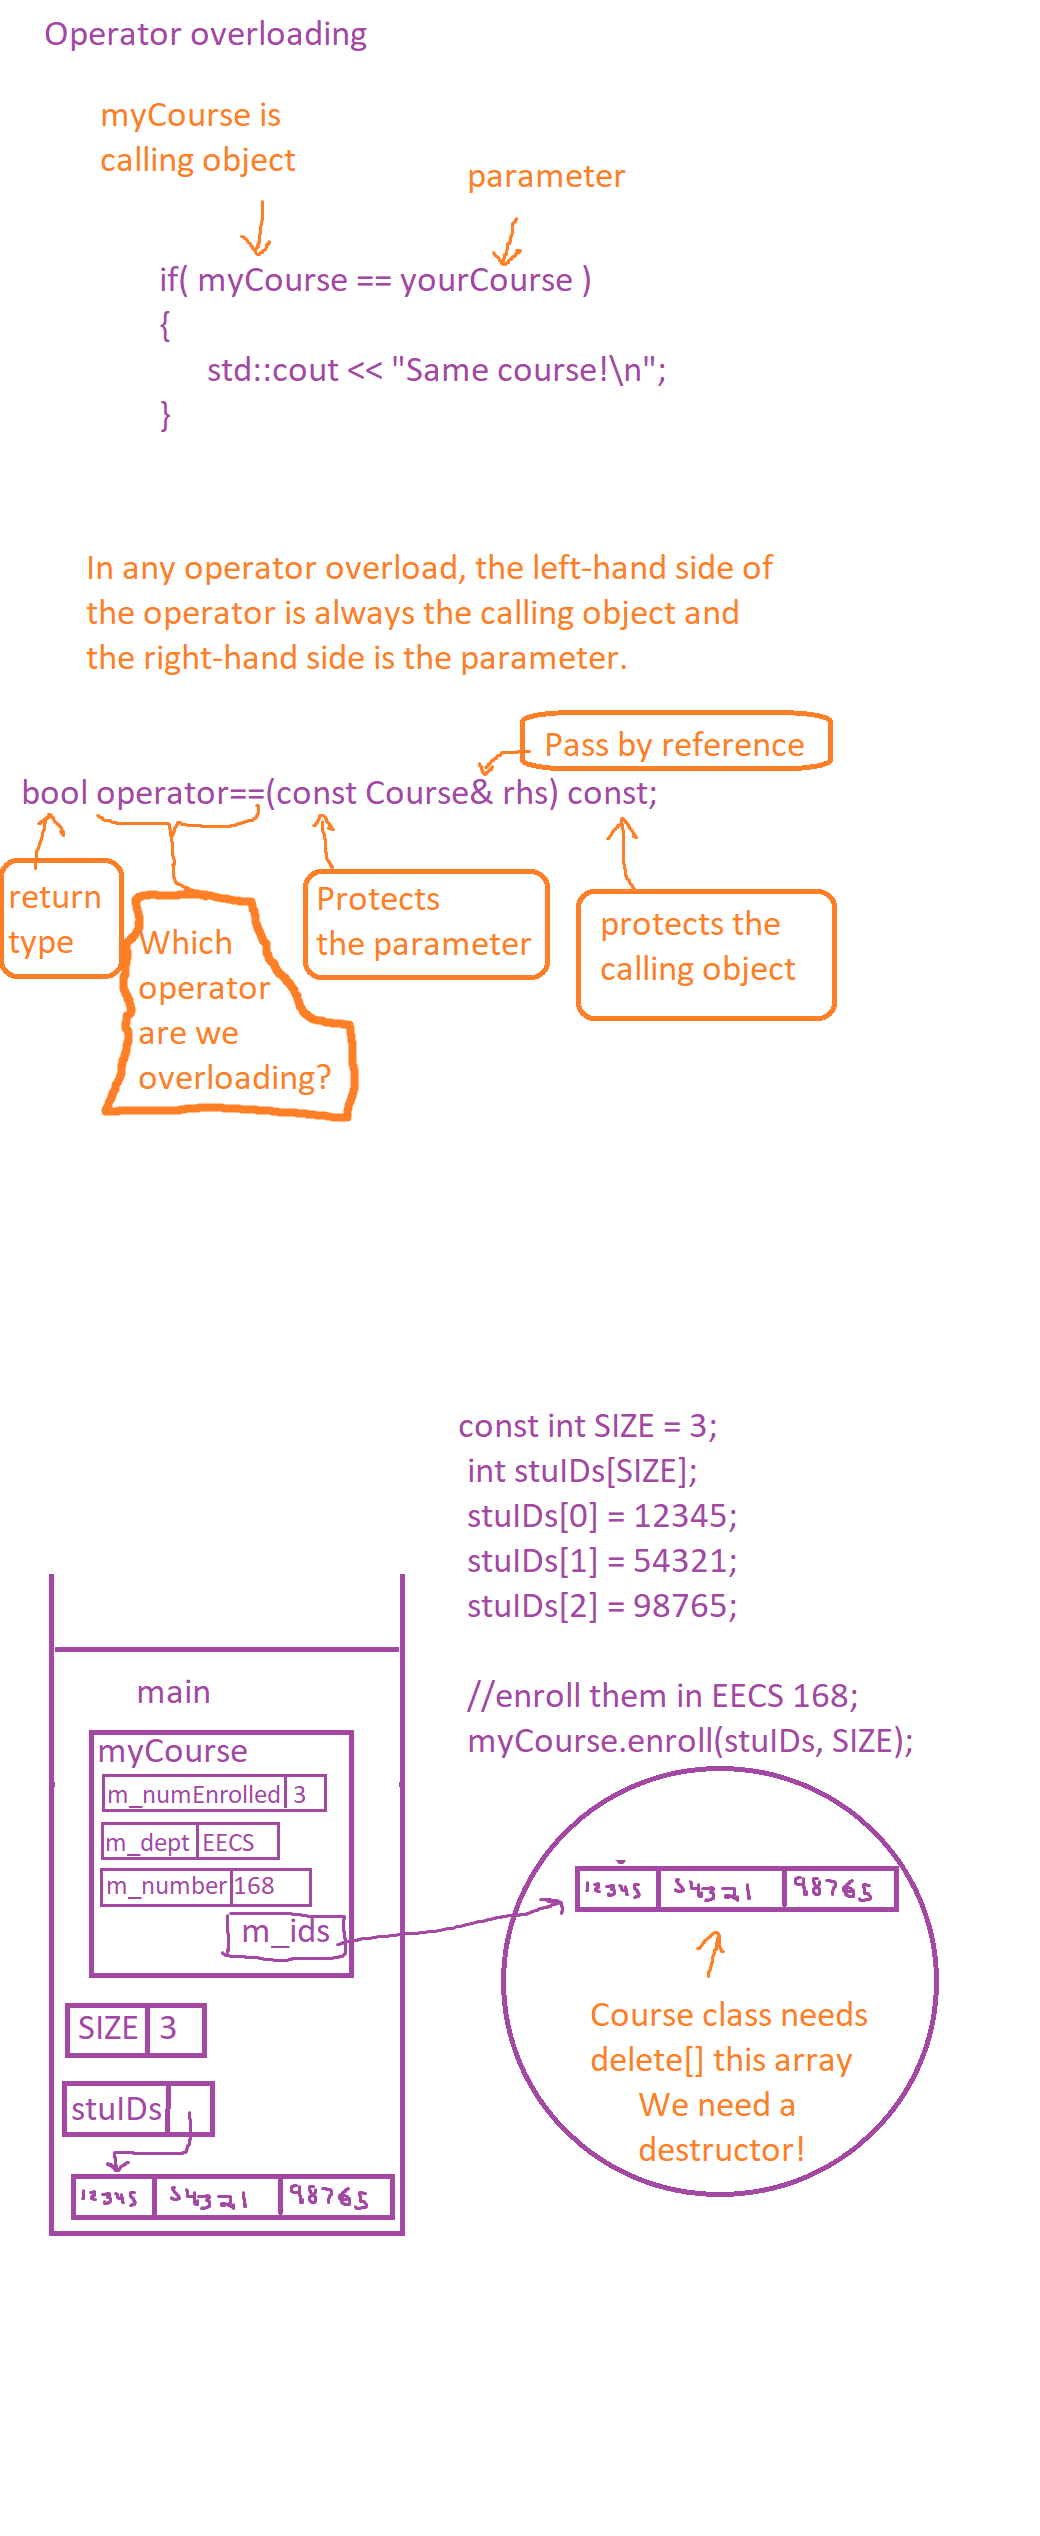 Operator overloading
myCourse is
calling object
parameter
if( myCourse == yourCourse )
{
std::cout << "Same course!\n";
}
In any operator overload, the left-hand side of
the operator is always the calling object and
the right-hand side is the parameter.
Pass by reference
bool operator==(const Course& rhs) const;
return
type
Which
operator
are we
overloading?
Protects
the parameter
protects the
calling object
const int SIZE = 3;
int stuIDs[SIZE];
stuIDs[0] = 12345;
stuIDs[1] = 54321;
stuIDs[2] = 98765;
//enroll them in EECS 168;
myCourse.enroll(stuIDs, SIZE);
main
myCourse
m_numEnrolled 3
m_dept EECS
m_number 168
m_ids
12345 54321 98765
Course class needs
delete[] this array
We need a
destructor!
SIZE 3
stuIDs
12345 54321 98765